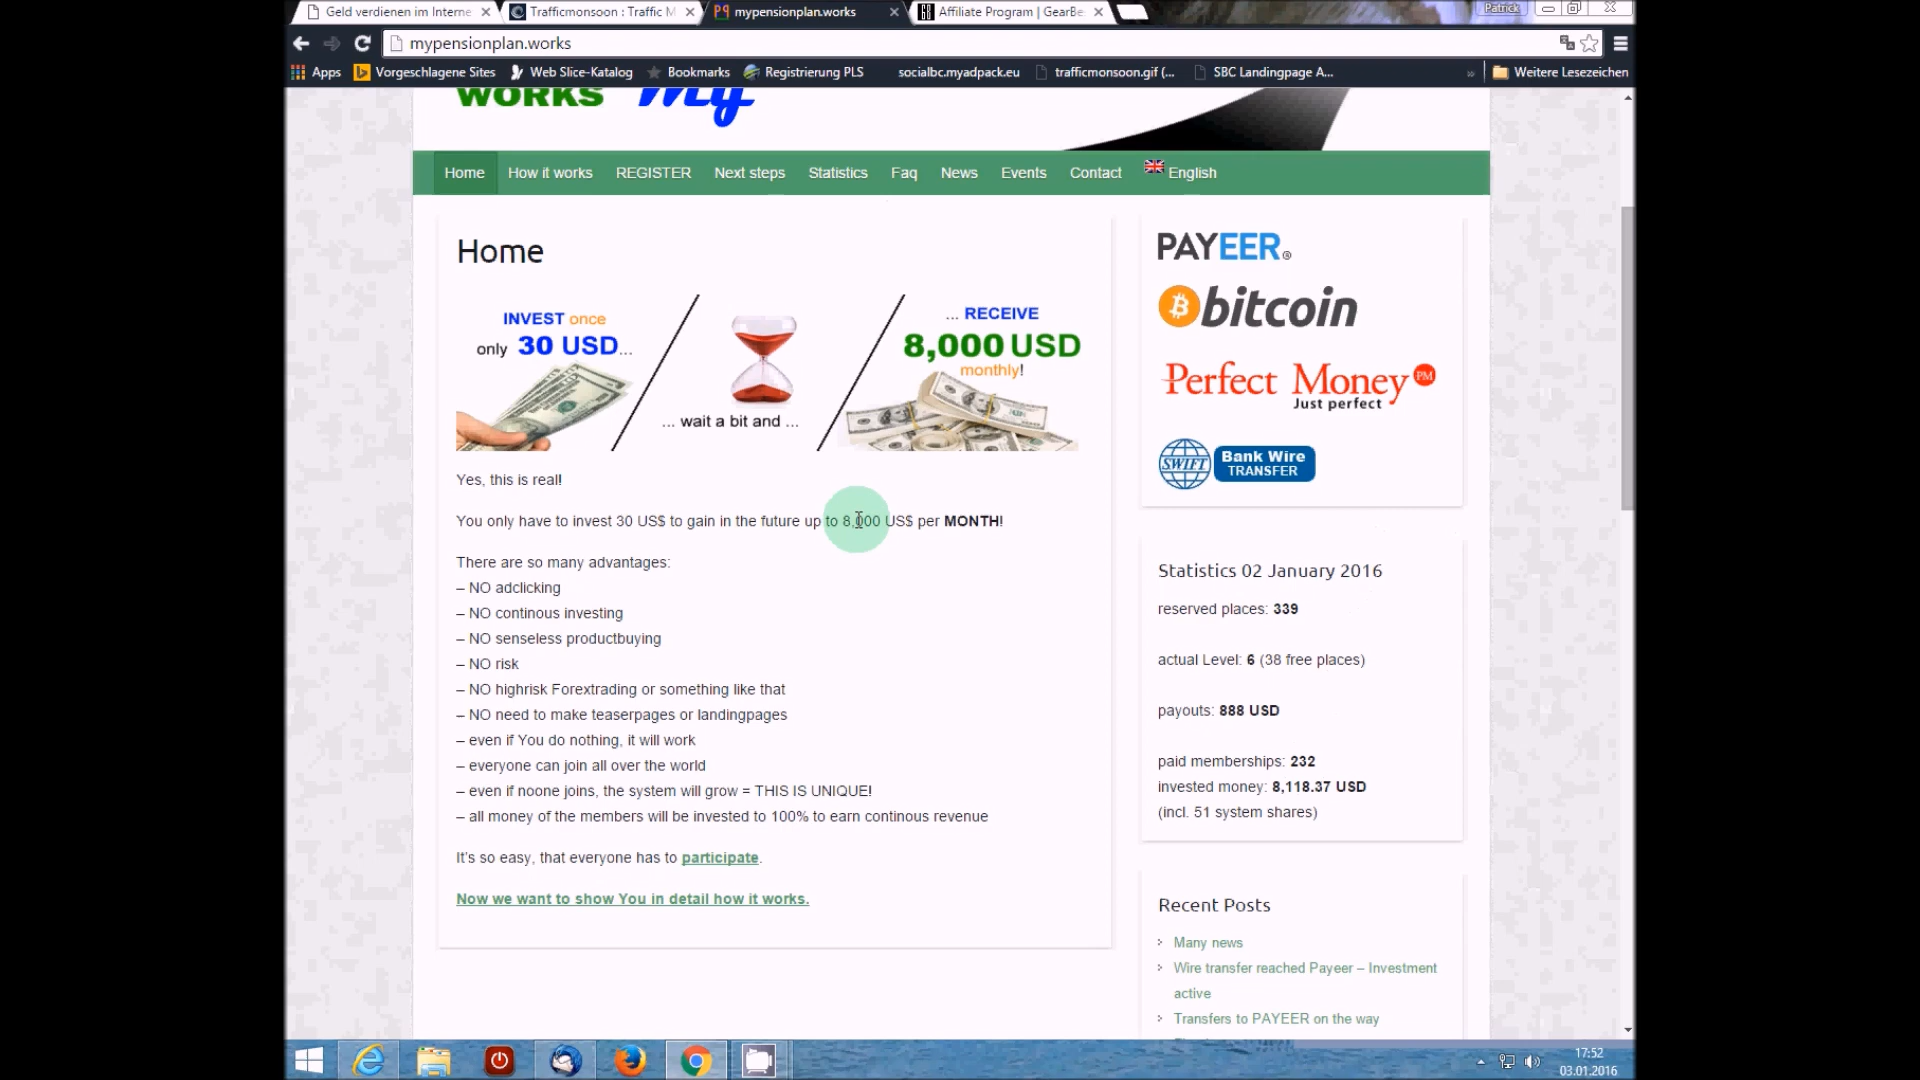 Geld verdienen im Interne
Trafficmonsoon : Traffic M
mypensionplan.works
Affiliate Program | GearBe
Patrick
mypensionplan.works
Apps
Vorgeschlagene Sites
Web Slice-Katalog
Bookmarks
Registrierung PLS
socialbc.myadpack.eu
trafficmonsoon.gif (...
SBC Landingpage A...
»
Weitere Lesezeichen
WORKS My
Home
How it works
REGISTER
Next steps
Statistics
Faq
News
Events
Contact
English
Home
INVEST once
only 30 USD...
... wait a bit and ...
... RECEIVE
8,000 USD
monthly!
Yes, this is real!
You only have to invest 30 US$ to gain in the future up to 8.000 US$ per MONTH!
There are so many advantages:
– NO adclicking
– NO continous investing
– NO senseless productbuying
– NO risk
– NO highrisk Forextrading or something like that
– NO need to make teaserpages or landingpages
– even if You do nothing, it will work
– everyone can join all over the world
– even if noone joins, the system will grow = THIS IS UNIQUE!
– all money of the members will be invested to 100% to earn continous revenue
It's so easy, that everyone has to participate.
Now we want to show You in detail how it works.
PAYEER®
bitcoin
Perfect Money PM
Just perfect
SWIFT Bank Wire
TRANSFER
Statistics 02 January 2016
reserved places: 339
actual Level: 6 (38 free places)
payouts: 888 USD
paid memberships: 232
invested money: 8,118.37 USD
(incl. 51 system shares)
Recent Posts
Many news
Wire transfer reached Payeer – Investment
active
Transfers to PAYEER on the way
17:52
03.01.2016